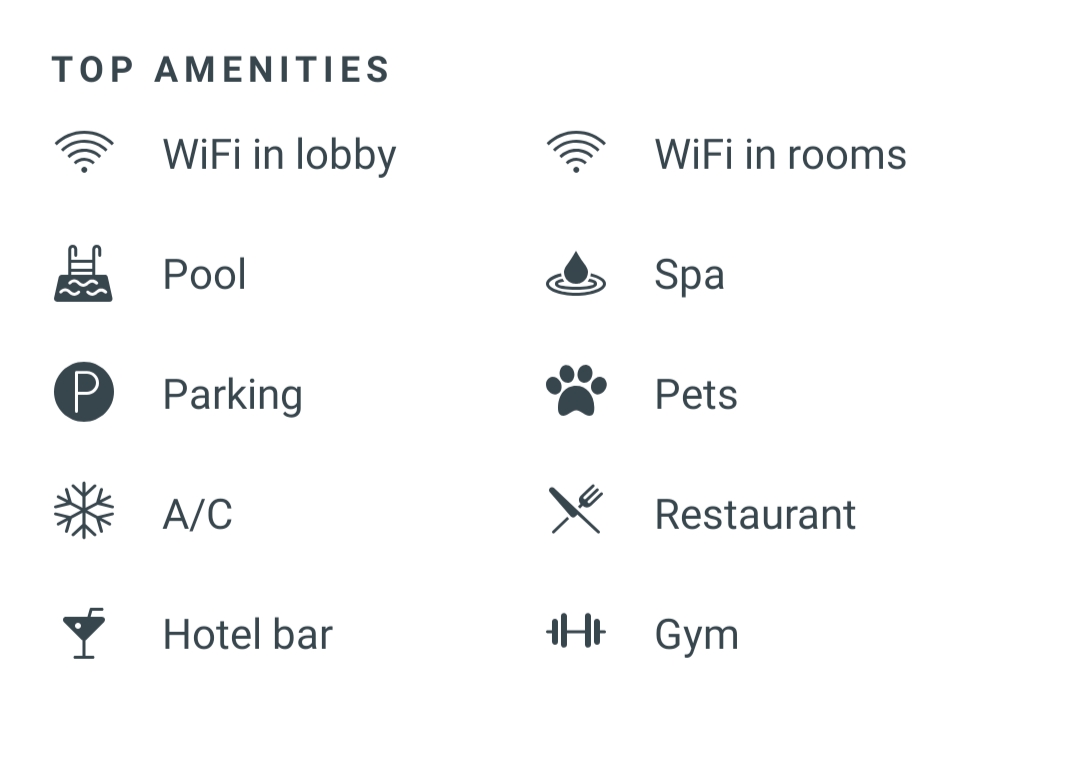 TOP AMENITIES
WiFi in lobby
WiFi in rooms
Pool
Spa
P
Parking
Pets
A/C
Restaurant
Hotel bar
Gym